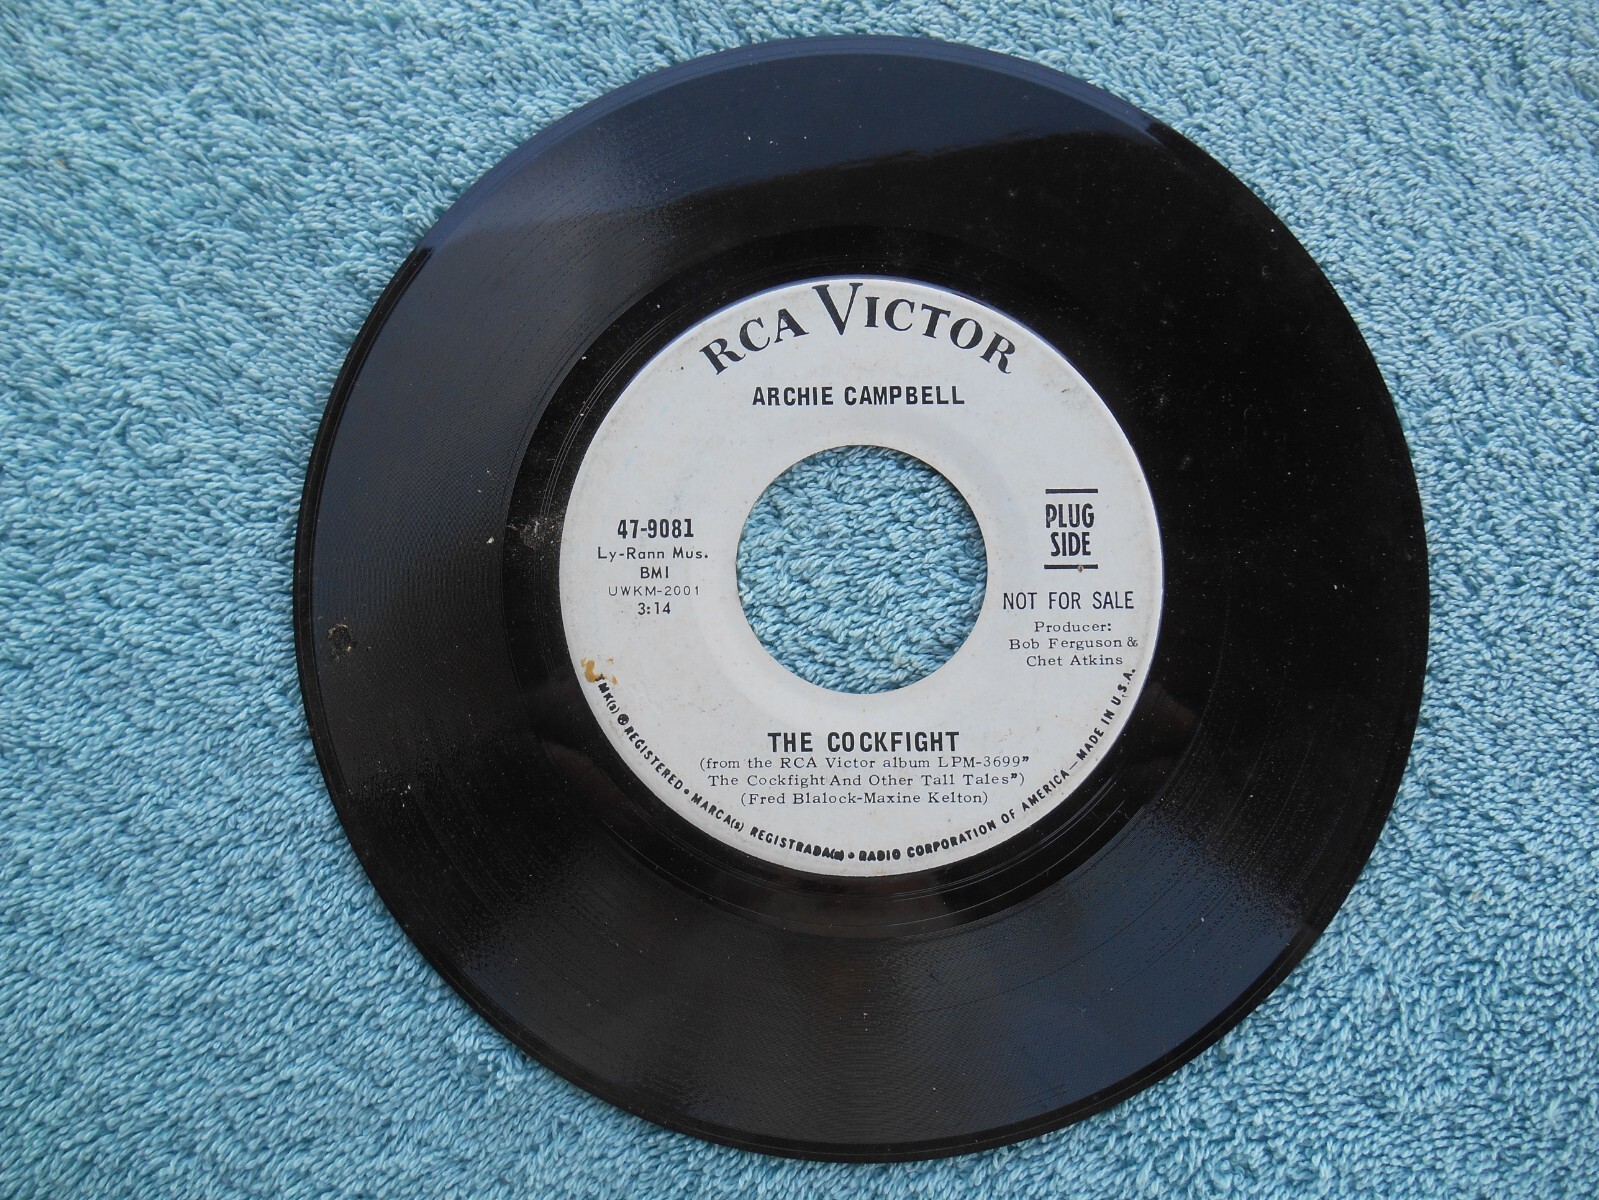 RCA VICTOR
ARCHIE CAMPBELL
47-9081
Ly-Rann Mus.
BMI
UWKM-2001
3:14
PLUG
SIDE
NOT FOR SALE
Producer:
Bob Ferguson &
Chet Atkins
THE COCKFIGHT
(from the RCA Victor album LPM-3699"
The Cockfight And Other Tall Tales")
(Fred Blalock-Maxine Kelton)
TMK(s) ® REGISTERED • MARCA(s) REGISTRADA(s) • RADIO CORPORATION OF AMERICA—MADE IN U.S.A.